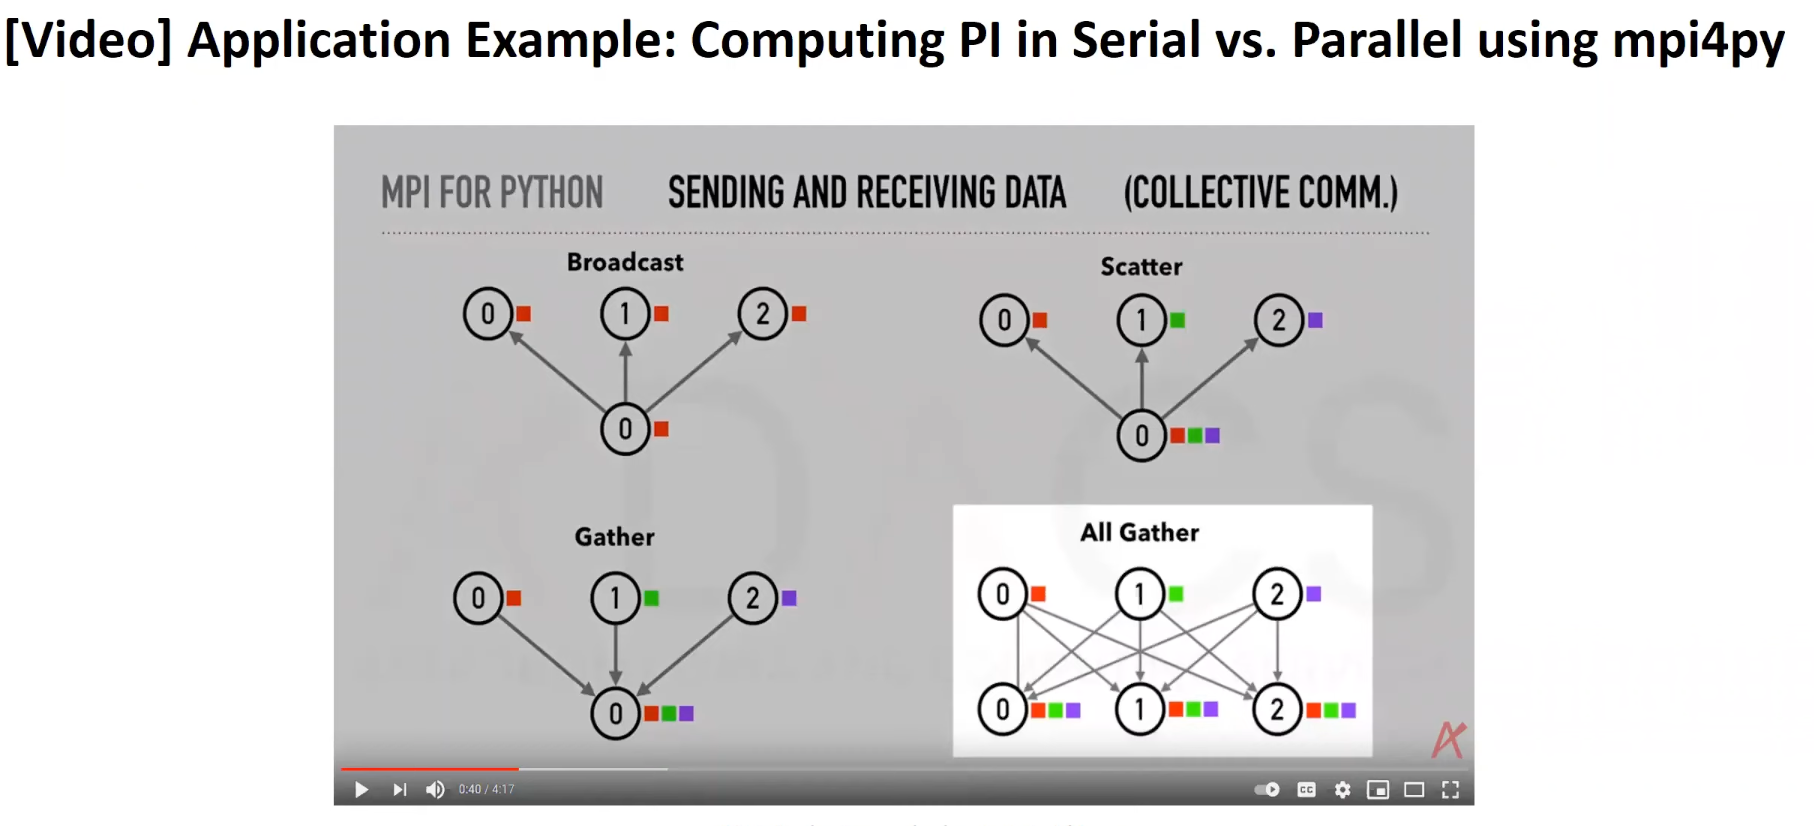 [Video] Application Example: Computing PI in Serial vs. Parallel using mpi4py
MPI FOR PYTHON SENDING AND RECEIVING DATA (COLLECTIVE COMM.)
Broadcast
0 1 2
0
Scatter
0 1 2
0
Gather
0 1 2
0
All Gather
0 1 2
0 1 2
0:40 / 4:17
CC